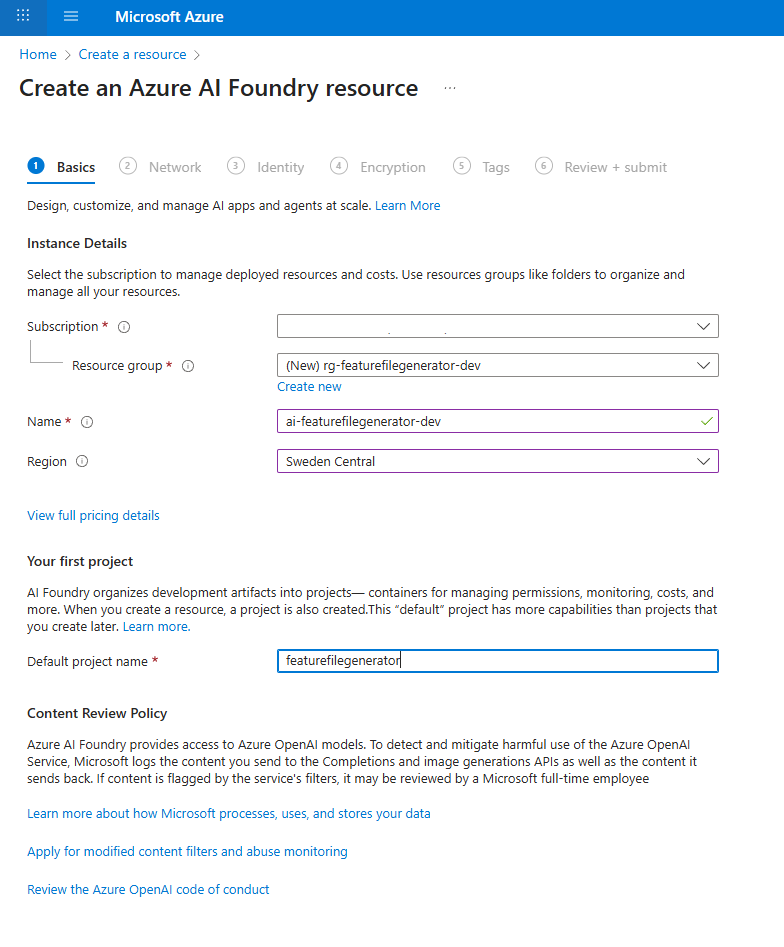 Microsoft Azure
Home > Create a resource >
Create an Azure AI Foundry resource ...
1 Basics 2 Network 3 Identity 4 Encryption 5 Tags 6 Review + submit
Design, customize, and manage AI apps and agents at scale. Learn More
Instance Details
Select the subscription to manage deployed resources and costs. Use resources groups like folders to organize and
manage all your resources.
Subscription *
Resource group * (New) rg-featurefilegenerator-dev
Create new
Name * ai-featurefilegenerator-dev
Region Sweden Central
View full pricing details
Your first project
AI Foundry organizes development artifacts into projects— containers for managing permissions, monitoring, costs, and
more. When you create a resource, a project is also created.This “default” project has more capabilities than projects that
you create later. Learn more.
Default project name * featurefilegenerator
Content Review Policy
Azure AI Foundry provides access to Azure OpenAI models. To detect and mitigate harmful use of the Azure OpenAI
Service, Microsoft logs the content you send to the Completions and image generations APIs as well as the content it
sends back. If content is flagged by the service's filters, it may be reviewed by a Microsoft full-time employee
Learn more about how Microsoft processes, uses, and stores your data
Apply for modified content filters and abuse monitoring
Review the Azure OpenAI code of conduct